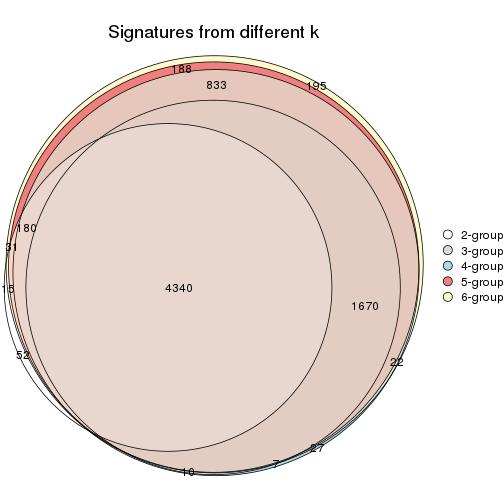 Signatures from different k
188
833
195
180
31
4340
15
1670
52
22
27
7
10
2-group
3-group
4-group
5-group
6-group